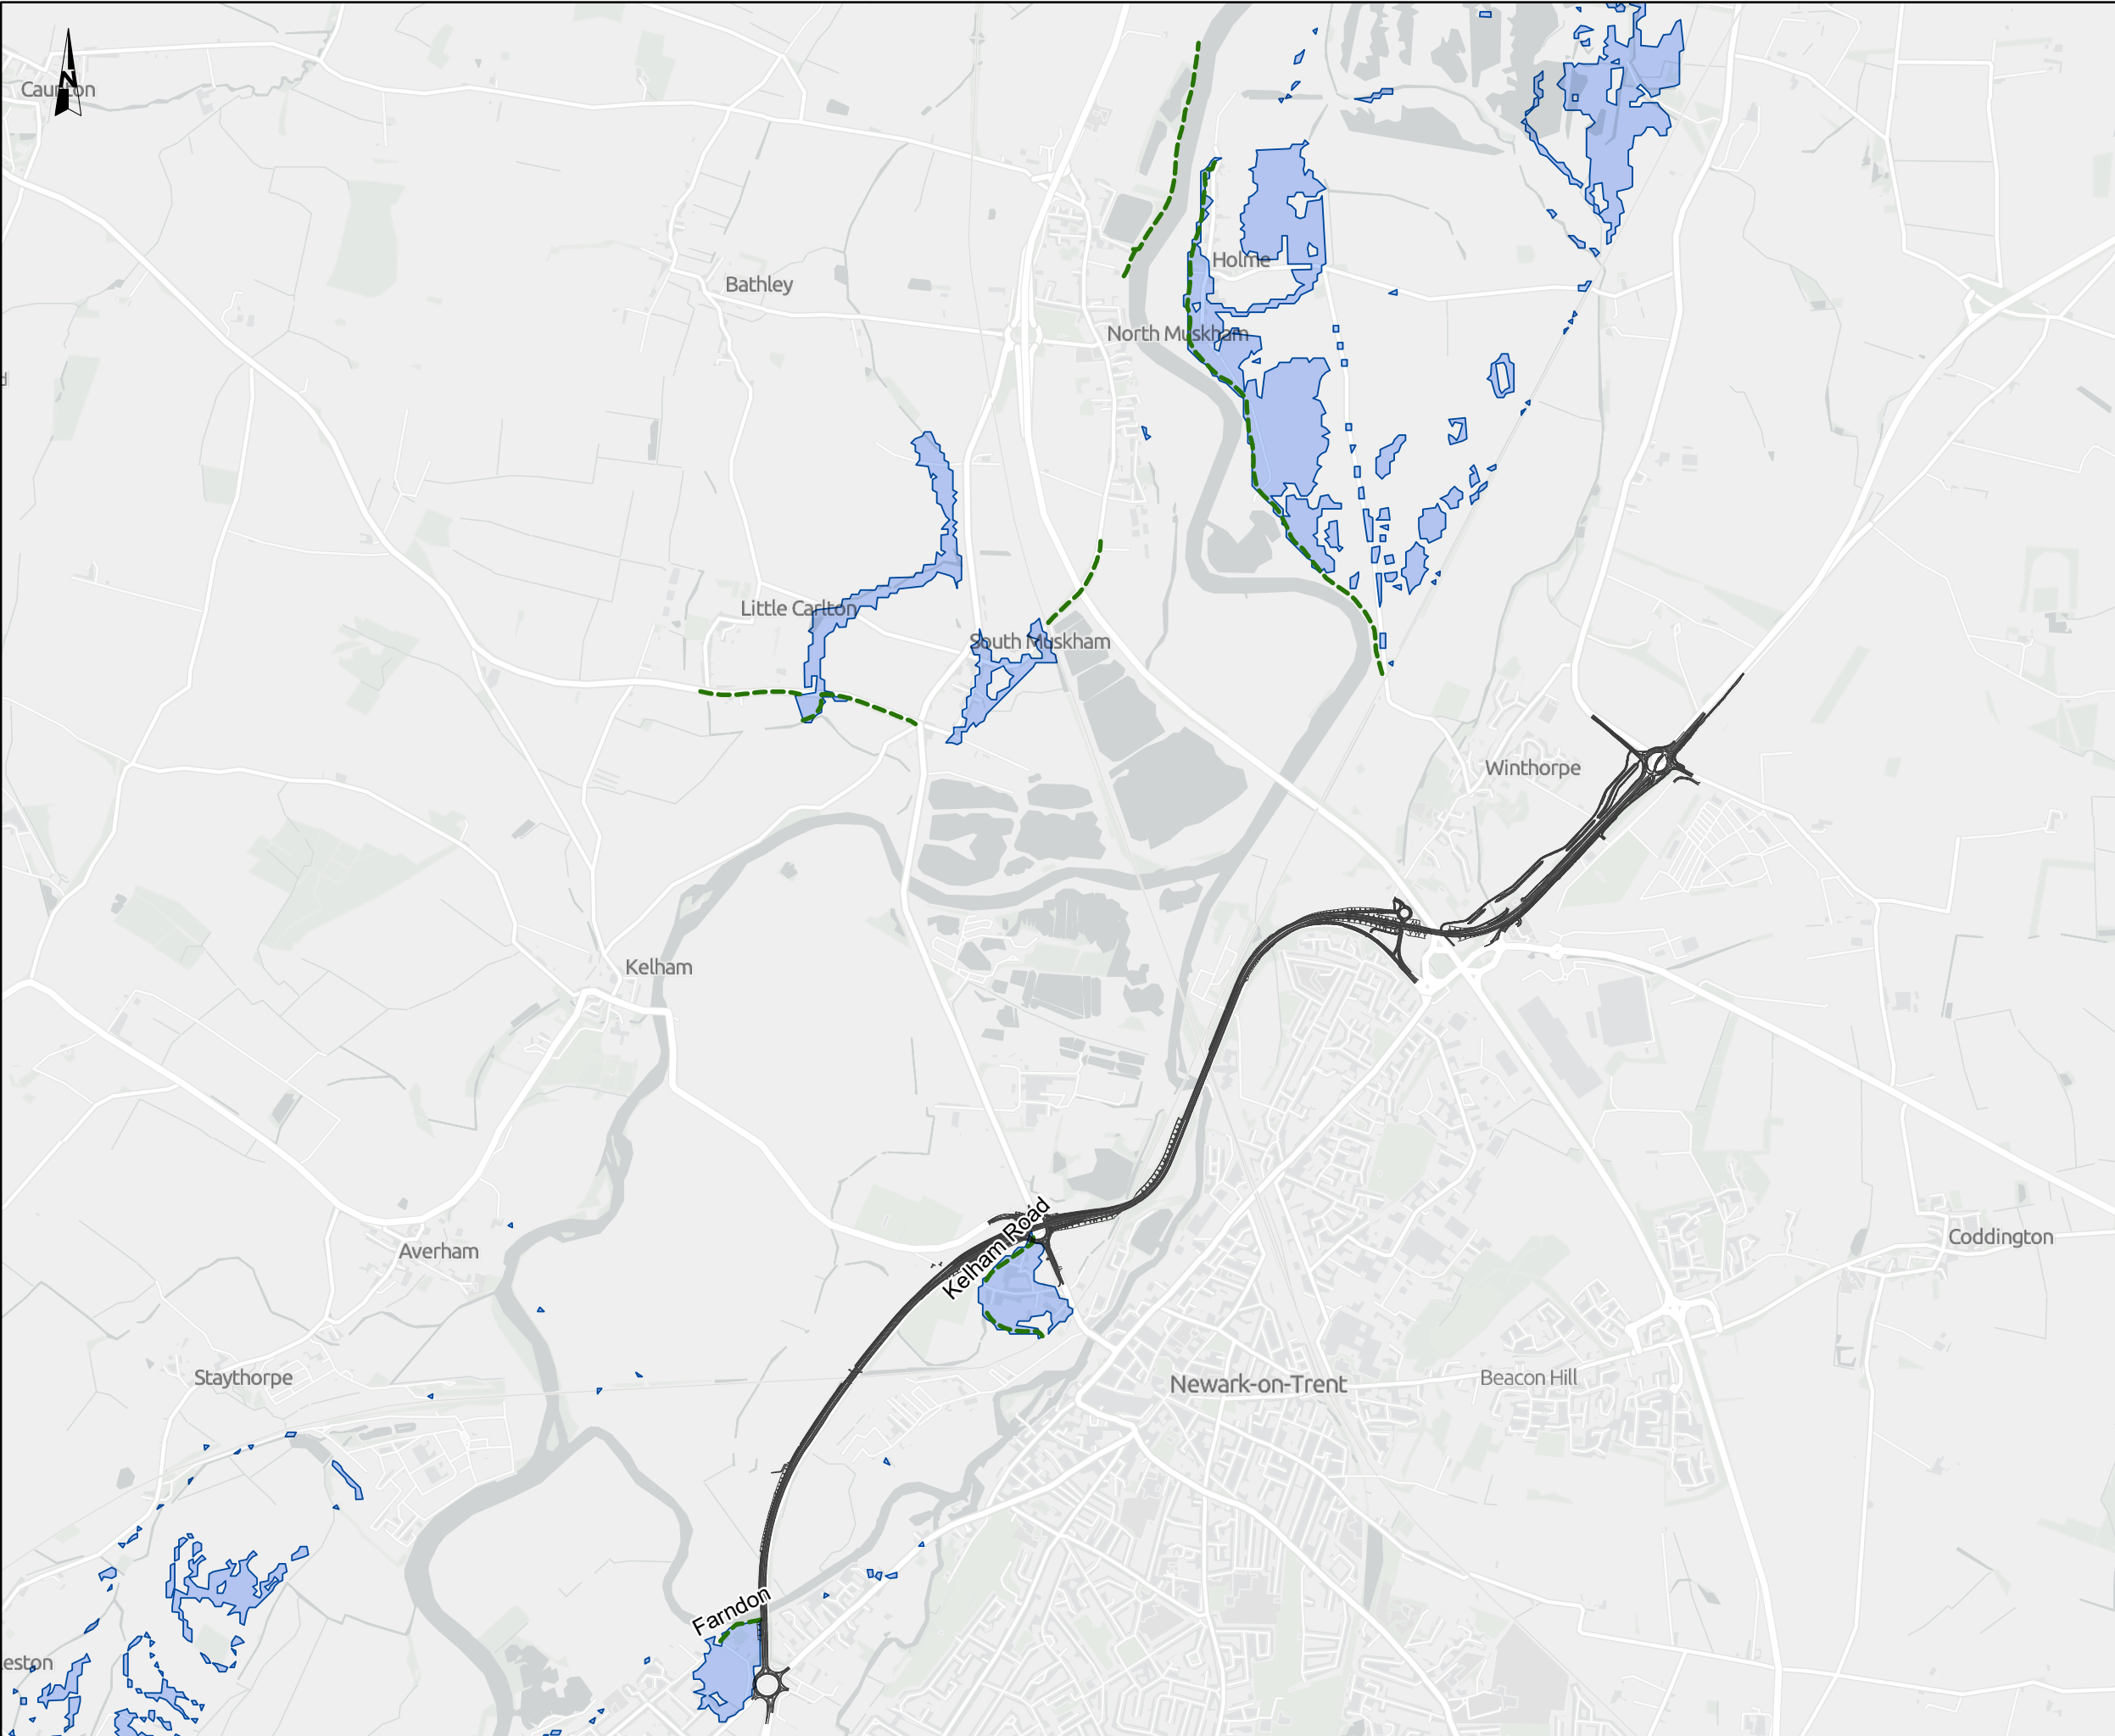 N
Caunton
Bathley
Holme
North Muskham
Little Carlton
South Muskham
Winthorpe
Kelham
Kelham Road
Averham
Coddington
Staythorpe
Newark-on-Trent
Beacon Hill
Farndon
eston
d